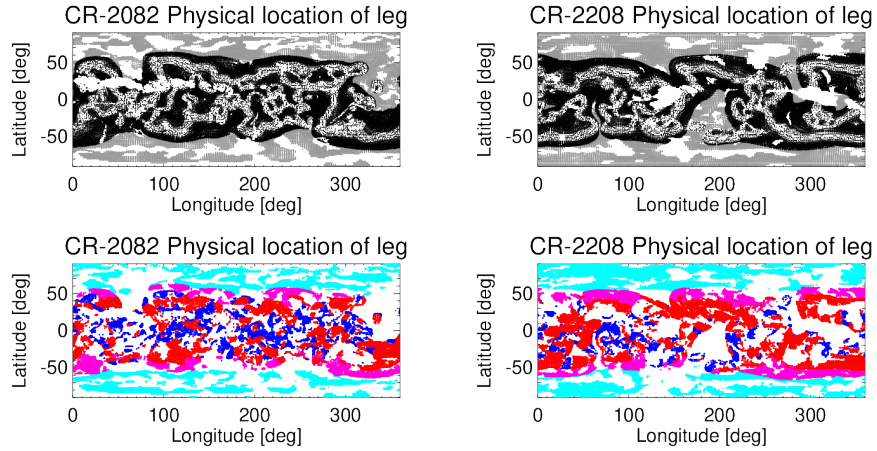 CR-2082 Physical location of leg
CR-2208 Physical location of leg
Latitude [deg]
50
0
-50
0 100 200 300
Longitude [deg]
Latitude [deg]
50
0
-50
0 100 200 300
Longitude [deg]
CR-2082 Physical location of leg
CR-2208 Physical location of leg
Latitude [deg]
50
0
-50
0 100 200 300
Longitude [deg]
Latitude [deg]
50
0
-50
0 100 200 300
Longitude [deg]